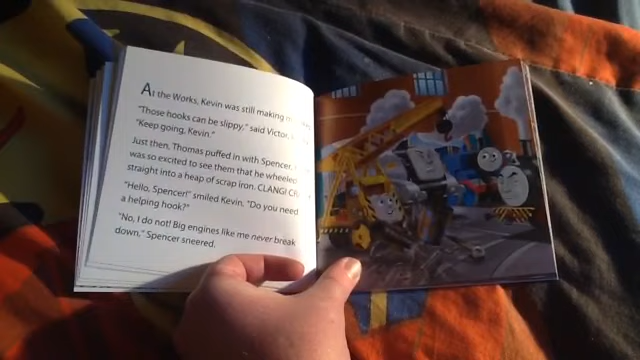 At the Works, Kevin was still making
"Those hooks can be slippy," said Victor,
"Keep going, Kevin."
Just then, Thomas puffed in with Spencer.
was so excited to see them that he wheeled
straight into a heap of scrap iron. CLANG!
"Hello, Spencer!" smiled Kevin. "Do you need
a helping hook?"
"No, I do not! Big engines like me never break
down," Spencer sneered.